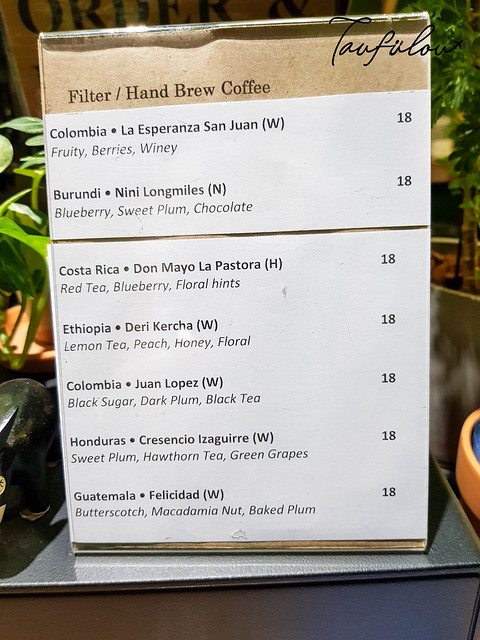 ORDER &
Taufulou
Filter / Hand Brew Coffee
Colombia • La Esperanza San Juan (W) 18
Fruity, Berries, Winey
Burundi • Nini Longmiles (N) 18
Blueberry, Sweet Plum, Chocolate
Costa Rica • Don Mayo La Pastora (H) 18
Red Tea, Blueberry, Floral hints
Ethiopia • Deri Kercha (W) 18
Lemon Tea, Peach, Honey, Floral
Colombia • Juan Lopez (W) 18
Black Sugar, Dark Plum, Black Tea
Honduras • Cresencio Izaguirre (W) 18
Sweet Plum, Hawthorn Tea, Green Grapes
Guatemala • Felicidad (W) 18
Butterscotch, Macadamia Nut, Baked Plum